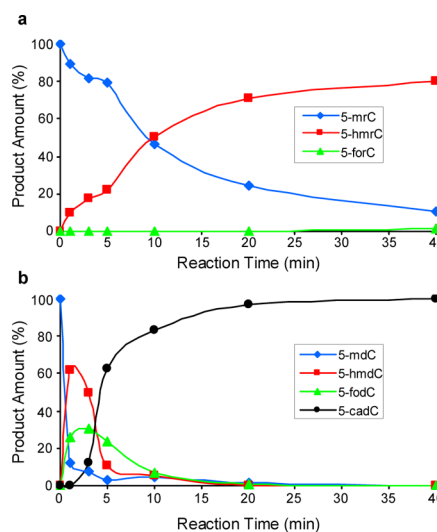 a
Product Amount (%)
100
80
60
40
20
0
5-mrC
5-hmrC
5-forC
0 5 10 15 20 25 30 35 40
Reaction Time (min)
b
Product Amount (%)
100
80
60
40
20
0
5-mdC
5-hmdC
5-fodC
5-cadC
0 5 10 15 20 25 30 35 40
Reaction Time (min)